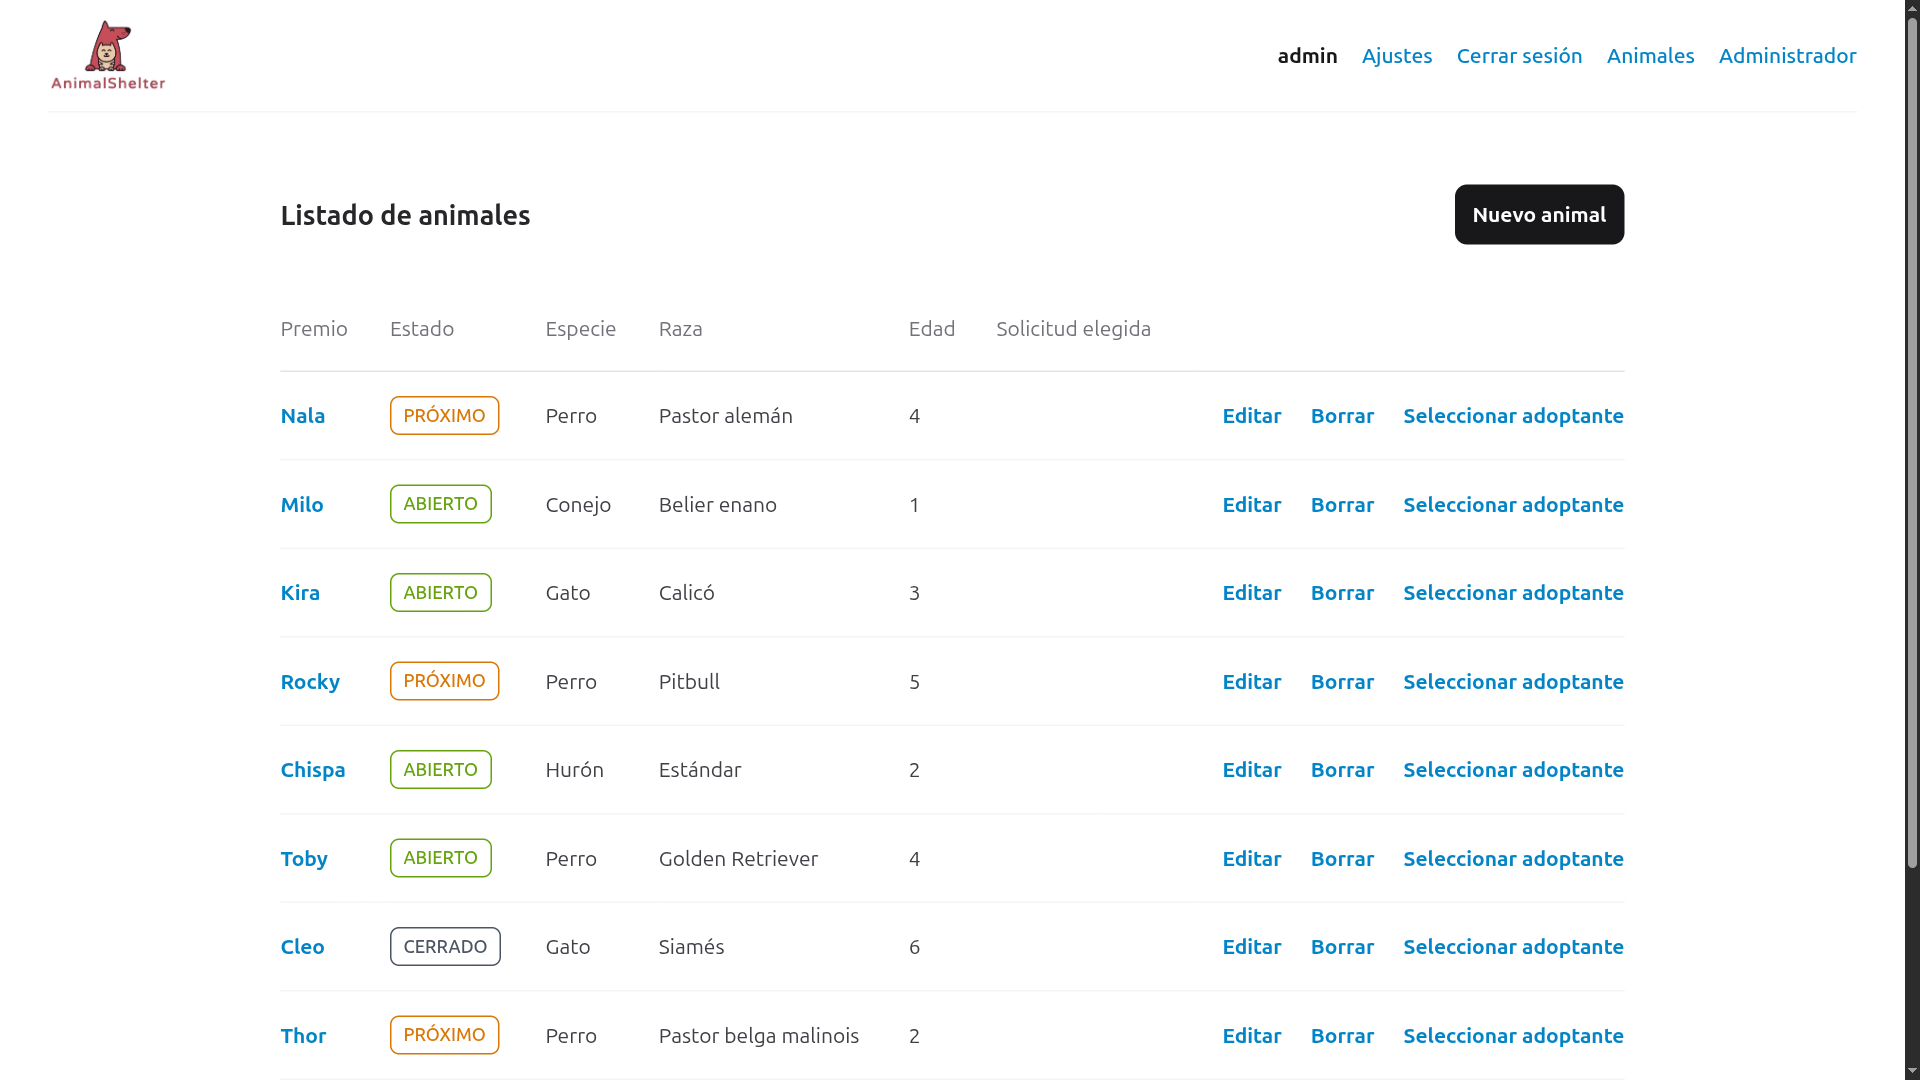 AnimalShelter
admin Ajustes Cerrar sesión Animales Administrador
Listado de animales Nuevo animal
Premio Estado Especie Raza Edad Solicitud elegida
Nala PRÓXIMO Perro Pastor alemán 4 Editar Borrar Seleccionar adoptante
Milo ABIERTO Conejo Belier enano 1 Editar Borrar Seleccionar adoptante
Kira ABIERTO Gato Calicó 3 Editar Borrar Seleccionar adoptante
Rocky PRÓXIMO Perro Pitbull 5 Editar Borrar Seleccionar adoptante
Chispa ABIERTO Hurón Estándar 2 Editar Borrar Seleccionar adoptante
Toby ABIERTO Perro Golden Retriever 4 Editar Borrar Seleccionar adoptante
Cleo CERRADO Gato Siamés 6 Editar Borrar Seleccionar adoptante
Thor PRÓXIMO Perro Pastor belga malinois 2 Editar Borrar Seleccionar adoptante